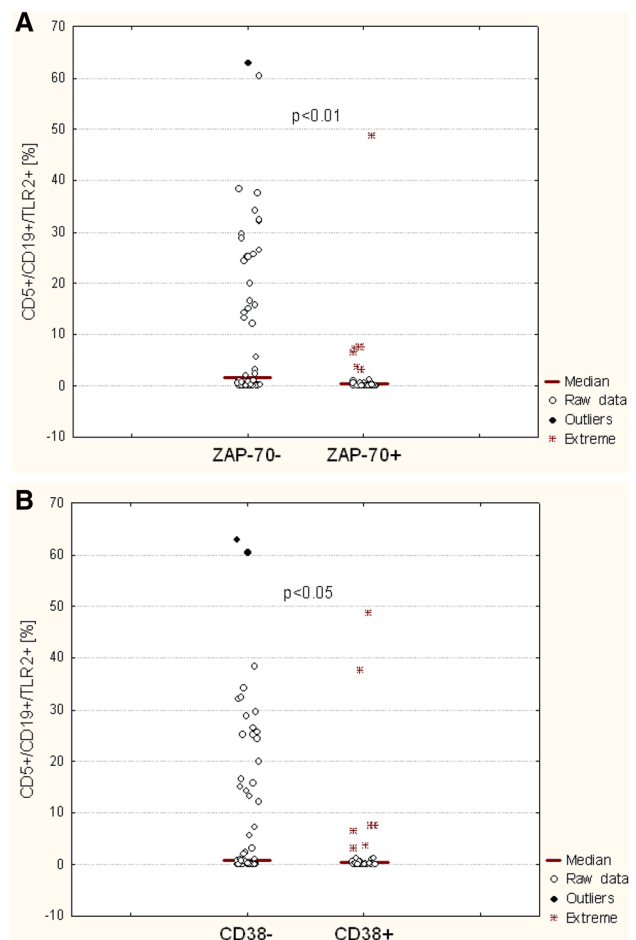 A
70
60
50
40
30
20
10
0
-10
CD5+/CD19+/TLR2+ [%]
p<0.01
ZAP-70-
ZAP-70+
Median
Raw data
Outliers
Extreme
B
70
60
50
40
30
20
10
0
-10
CD5+/CD19+/TLR2+ [%]
p<0.05
CD38-
CD38+
Median
Raw data
Outliers
Extreme